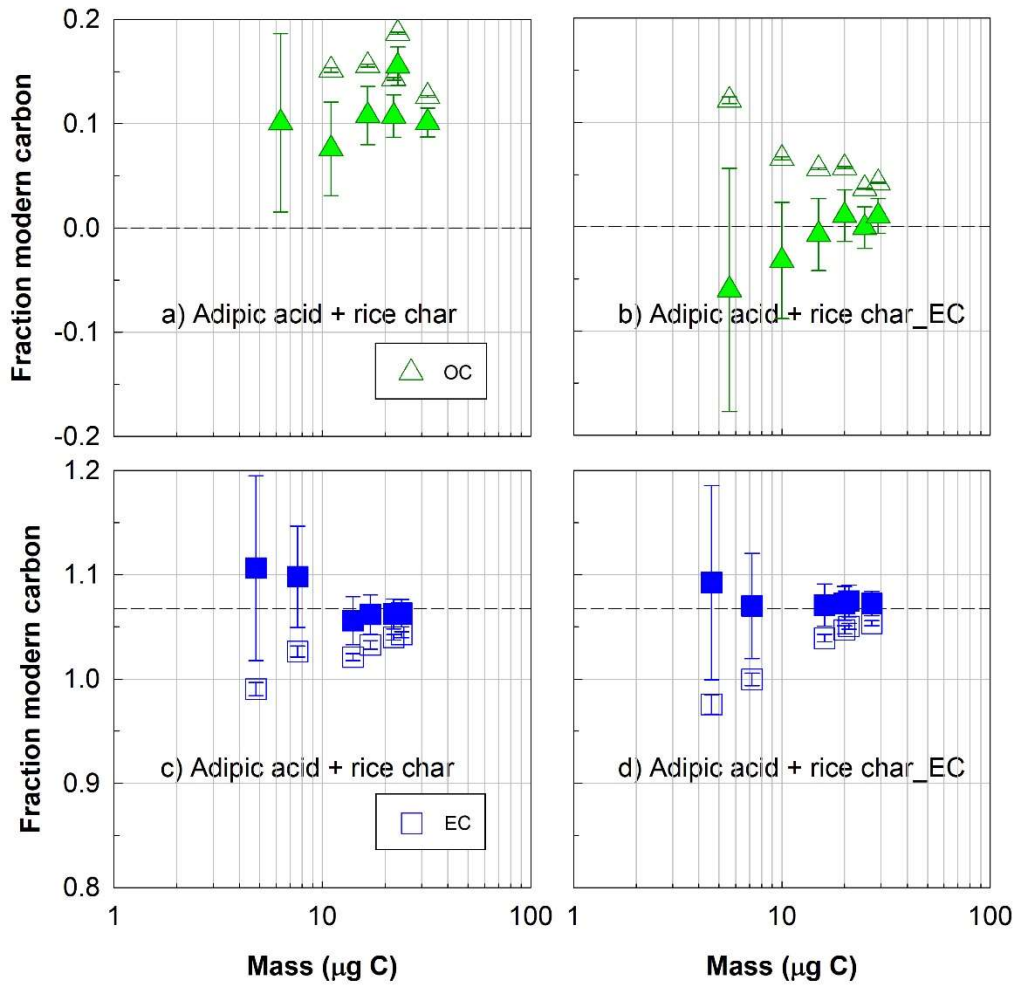 0.2
0.1
0.0
-0.1
-0.2
Fraction modern carbon
a) Adipic acid + rice char
OC
b) Adipic acid + rice char_EC
1.2
1.1
1.0
0.9
0.8
Fraction modern carbon
c) Adipic acid + rice char
EC
d) Adipic acid + rice char_EC
1 10 100
1 10 100
Mass (μg C)
Mass (μg C)